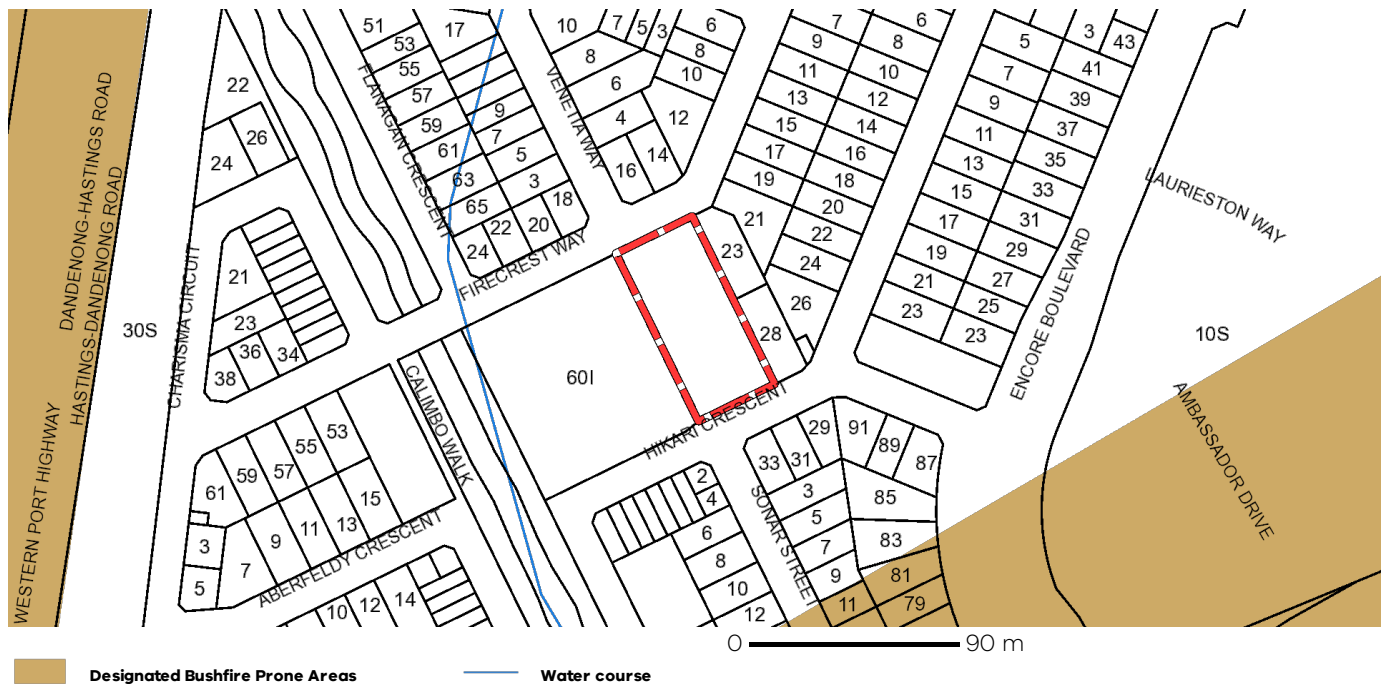 51 17 10 7 5 3 6 7 6 3 43
53 8 8 9 8 5 41
55 6 10 11 10 7 39
22 57 9 4 12 13 12 9 37
26 59 7 15 14 11 35
24 61 5 16 14 17 16 13 33
63 3 19 18 15 31
65 18 21 20 17 29
22 20 23 22 19 27
24 24 21 25
21 26 23 23
23 28
36 34
38
30S
60I
10S
53
55
57
59
61
15
13
11
9
7
3
5
10 12 14
2
4
6
8
10
12
33 31 29 91 89 87
3 85
5
7 83
9 81
11 79
DANDENONG-HASTINGS ROAD
HASTINGS-DANDENONG ROAD
WESTERN PORT HIGHWAY
CHARISMA CIRCUIT
FLANAGAN CRESCENT
VENETIA WAY
FIRECREST WAY
CALIMBO WALK
ABERFELDY CRESCENT
HIKARI CRESCENT
SONAR STREET
ENCORE BOULEVARD
LAURIESTON WAY
AMBASSADOR DRIVE
0 90 m
Designated Bushfire Prone Areas
Water course